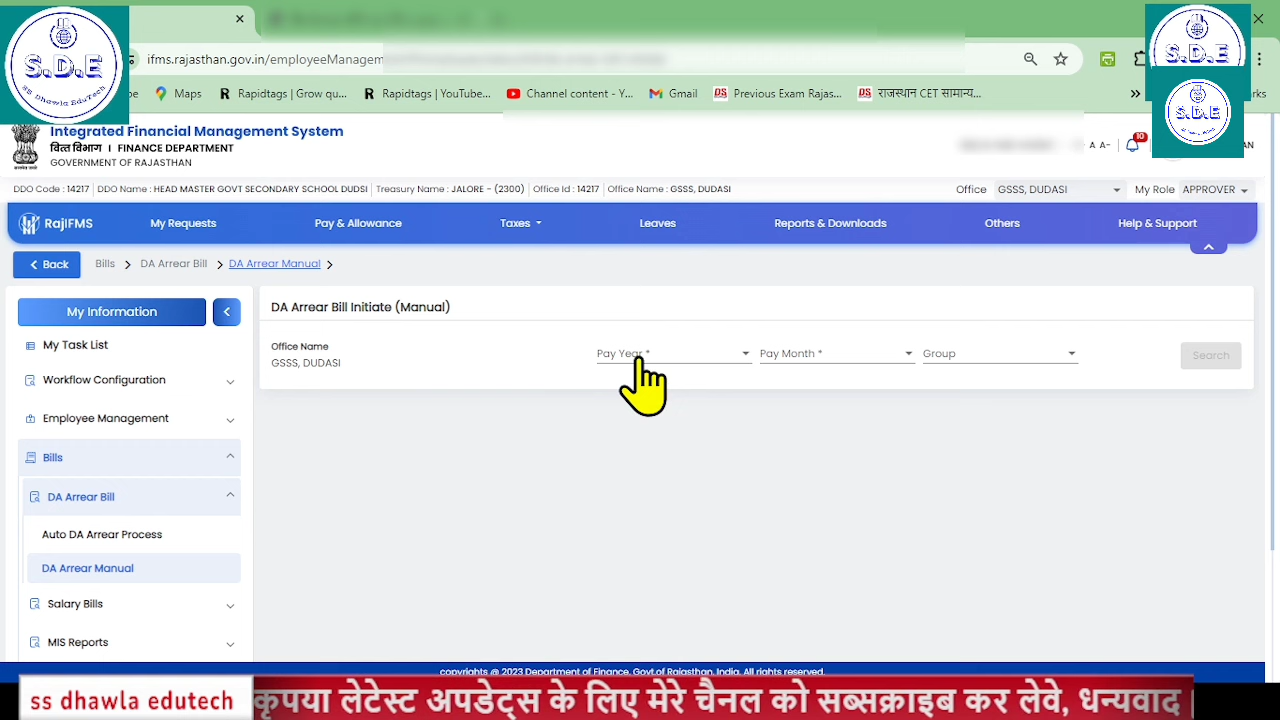 S.D.E
SS Dhawla EduTech
ifms.rajasthan.gov.in/employeeManagem
Maps
Rapidtags | Grow qu...
Rapidtags | YouTube...
Channel content - Y...
Gmail
Previous Exam Rajas...
राजस्थान CET सामान्य...
S.D.E
S.D.E
Integrated Financial Management System
वित्त विभाग । FINANCE DEPARTMENT
GOVERNMENT OF RAJASTHAN
A A-
10
DDO Code : 14217 | DDO Name : HEAD MASTER GOVT SECONDARY SCHOOL DUDSI | Treasury Name : JALORE - (2300) | Office Id : 14217 | Office Name : GSSS, DUDASI
Office GSSS, DUDASI My Role APPROVER
RajIFMS My Requests Pay & Allowance Taxes Leaves Reports & Downloads Others Help & Support
Back Bills DA Arrear Bill DA Arrear Manual
My Information
My Task List
Workflow Configuration
Employee Management
Bills
DA Arrear Bill
Auto DA Arrear Process
DA Arrear Manual
Salary Bills
MIS Reports
DA Arrear Bill Initiate (Manual)
Office Name
GSSS, DUDASI
Pay Year *
Pay Month *
Group
Search
copyrights @ 2023 Department of Finance, Govt.of Rajasthan, India. All rights reserved.
ss dhawla edutech
कृपया लेटेस्ट अपडेट्स के लिए मेरे चैनल को सब्सक्राइब कर लेवे, धन्यवाद